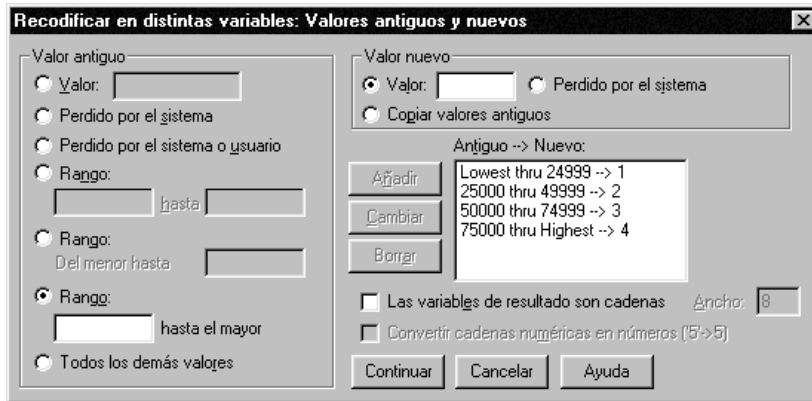 Recodificar en distintas variables: Valores antiguos y nuevos
Valor antiguo
Valor:
Perdido por el sistema
Perdido por el sistema o usuario
Rango:
hasta
Rango:
Del menor hasta
Rango:
hasta el mayor
Todos los demás valores
Valor nuevo
Valor:
Perdido por el sistema
Copiar valores antiguos
Antiguo --> Nuevo:
Añadir
Cambiar
Borrar
Lowest thru 24999 --> 1
25000 thru 49999 --> 2
50000 thru 74999 --> 3
75000 thru Highest --> 4
Las variables de resultado son cadenas
Ancho: 8
Convertir cadenas numéricas en números ('5'->5)
Continuar
Cancelar
Ayuda